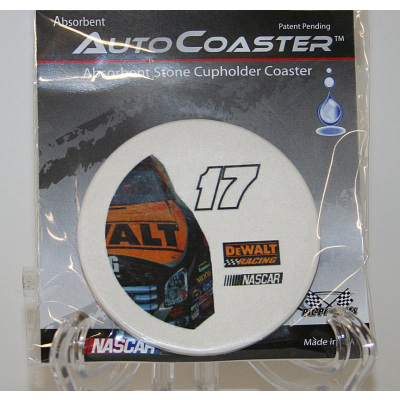 Absorbent
Patent Pending
AUTOCOASTER™
Absorbent Stone Cupholder Coaster
17
WALT
DEWALT
RACING
NASCAR
NASCAR
Made in